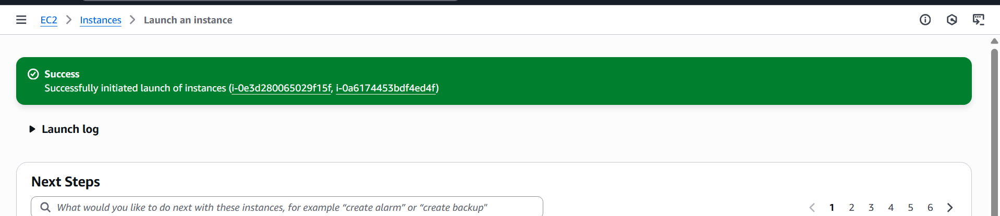 EC2 Instances Launch an instance
Success
Successfully initiated launch of instances (i-0e3d280065029f15f, i-0a6174453bdf4ed4f)
Launch log
Next Steps
What would you like to do next with these instances, for example “create alarm” or “create backup"
1 2 3 4 5 6